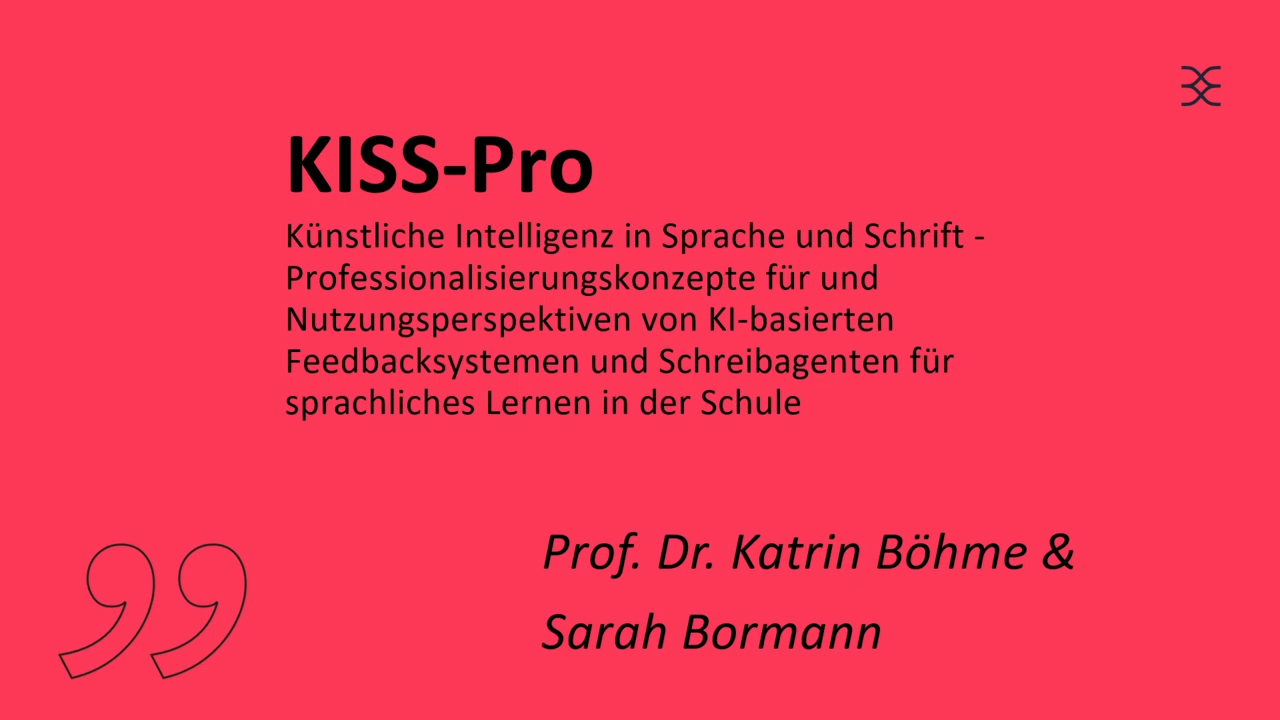 KISS-Pro
Künstliche Intelligenz in Sprache und Schrift -
Professionalisierungskonzepte für und
Nutzungsperspektiven von KI-basierten
Feedbacksystemen und Schreibagenten für
sprachliches Lernen in der Schule
Prof. Dr. Katrin Böhme &
Sarah Bormann